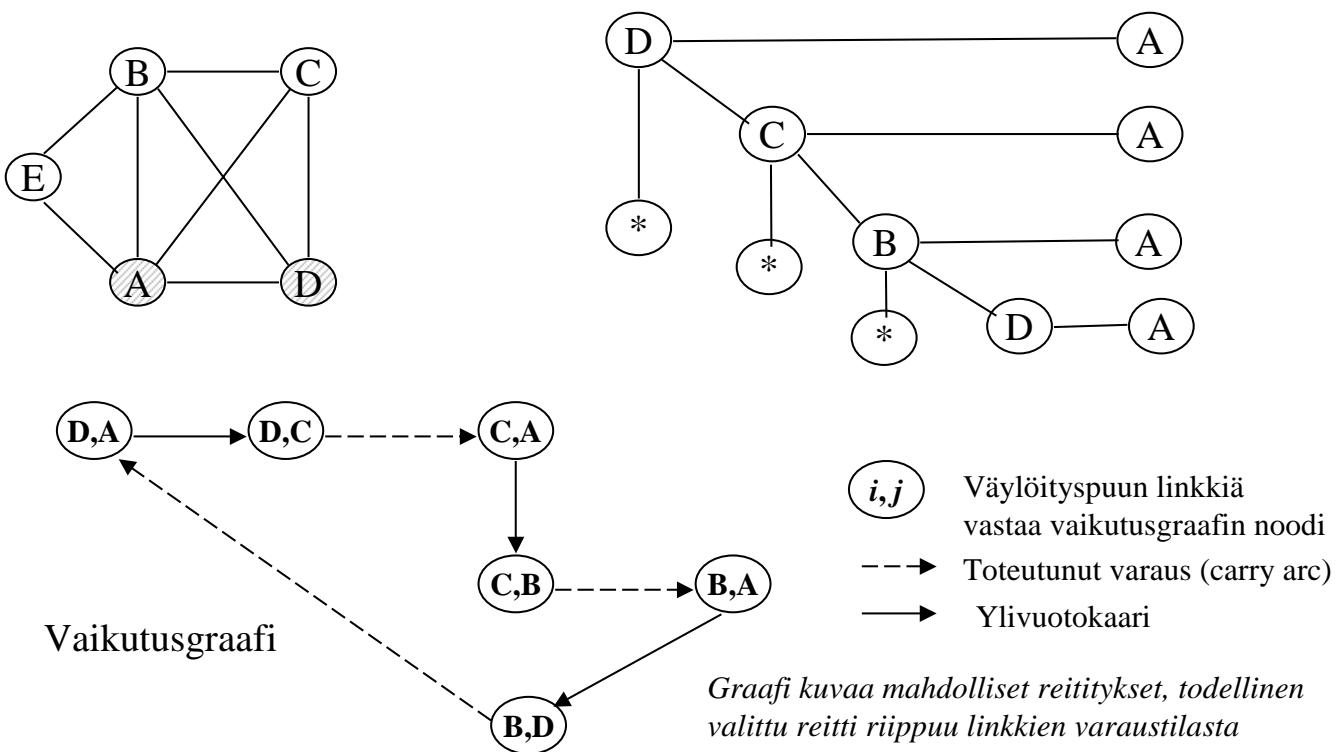 D A
B C
C A
E
* B A
*
A D
* D A
D,A D,C C,A
i,j Väylöityspuun linkkiä
vastaa vaikutusgraafin noodi
C,B B,A Toteutunut varaus (carry arc)
Ylivuotokaari
Vaikutusgraafi
Graafi kuvaa mahdolliset reititykset, todellinen
B,D valittu reitti riippuu linkkien varaustilasta